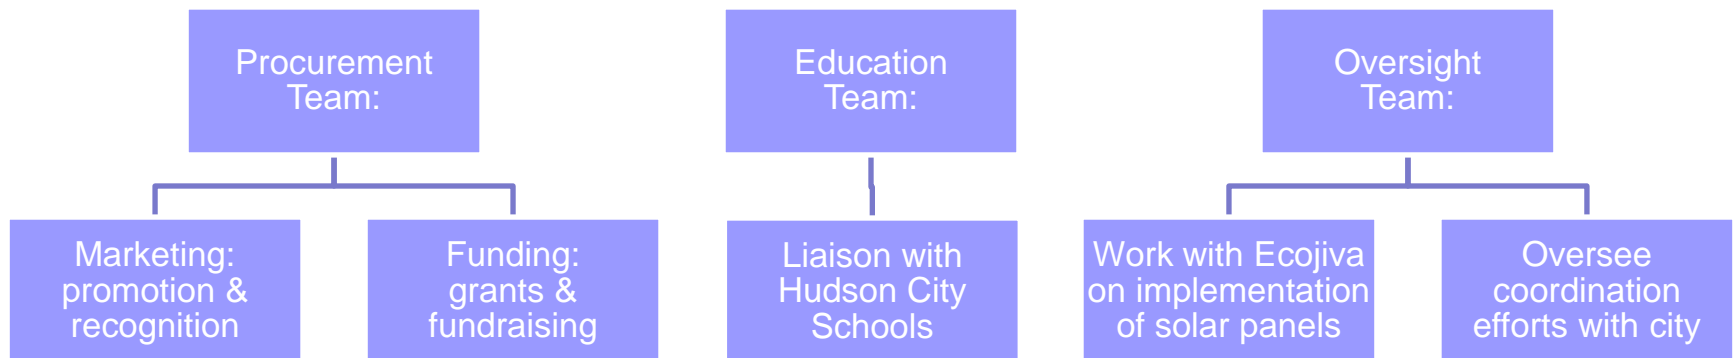 Procurement
Team:
Education
Team:
Oversight
Team:
Marketing:
promotion &
recognition
Funding:
grants &
fundraising
Liaison with
Hudson City
Schools
Work with Ecojiva
on implementation
of solar panels
Oversee
coordination
efforts with city